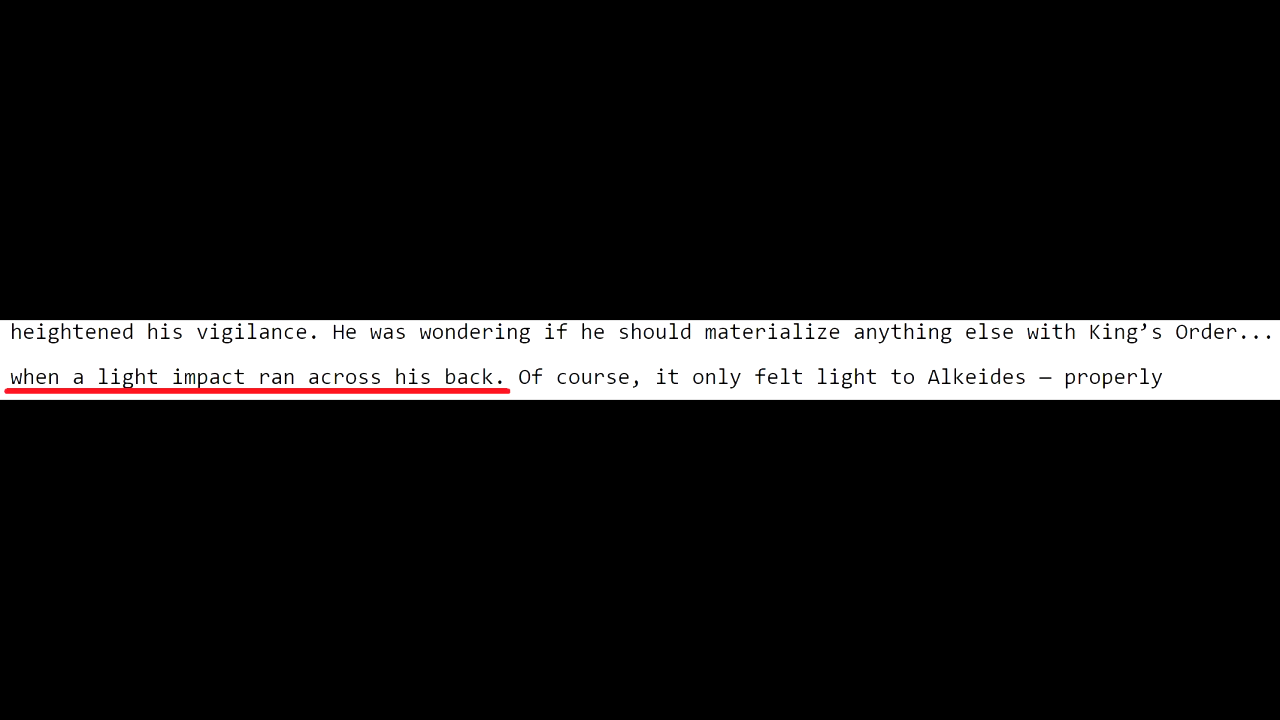 heightened his vigilance. He was wondering if he should materialize anything else with King’s Order...
when a light impact ran across his back. Of course, it only felt light to Alkeides — properly